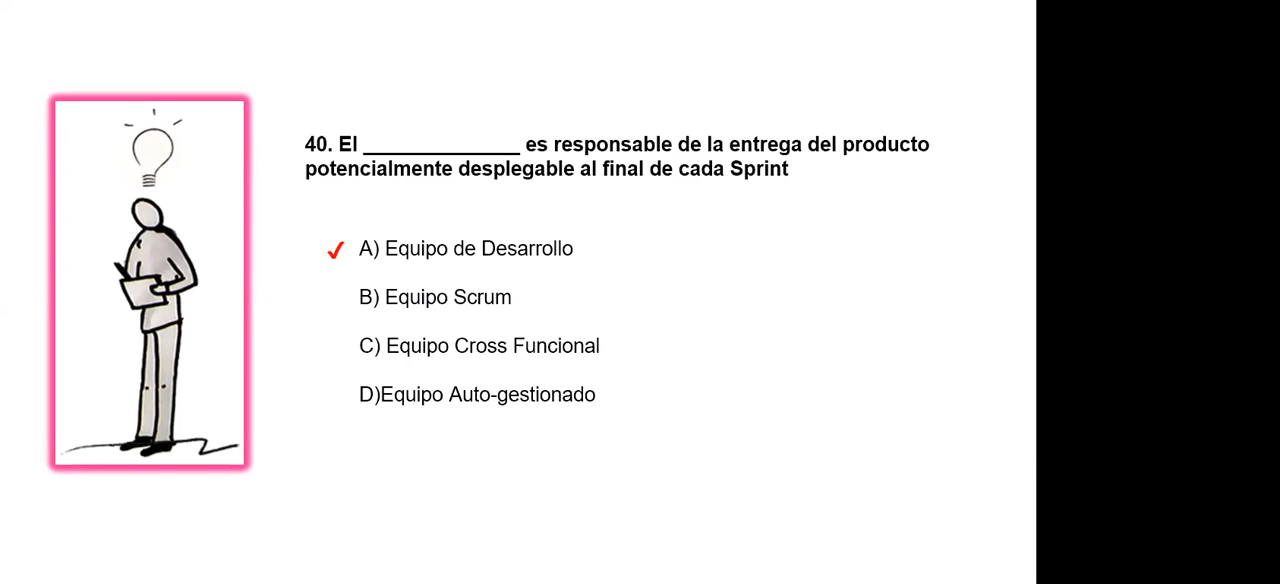 40. El ______________ es responsable de la entrega del producto
potencialmente desplegable al final de cada Sprint
A) Equipo de Desarrollo
B) Equipo Scrum
C) Equipo Cross Funcional
D)Equipo Auto-gestionado